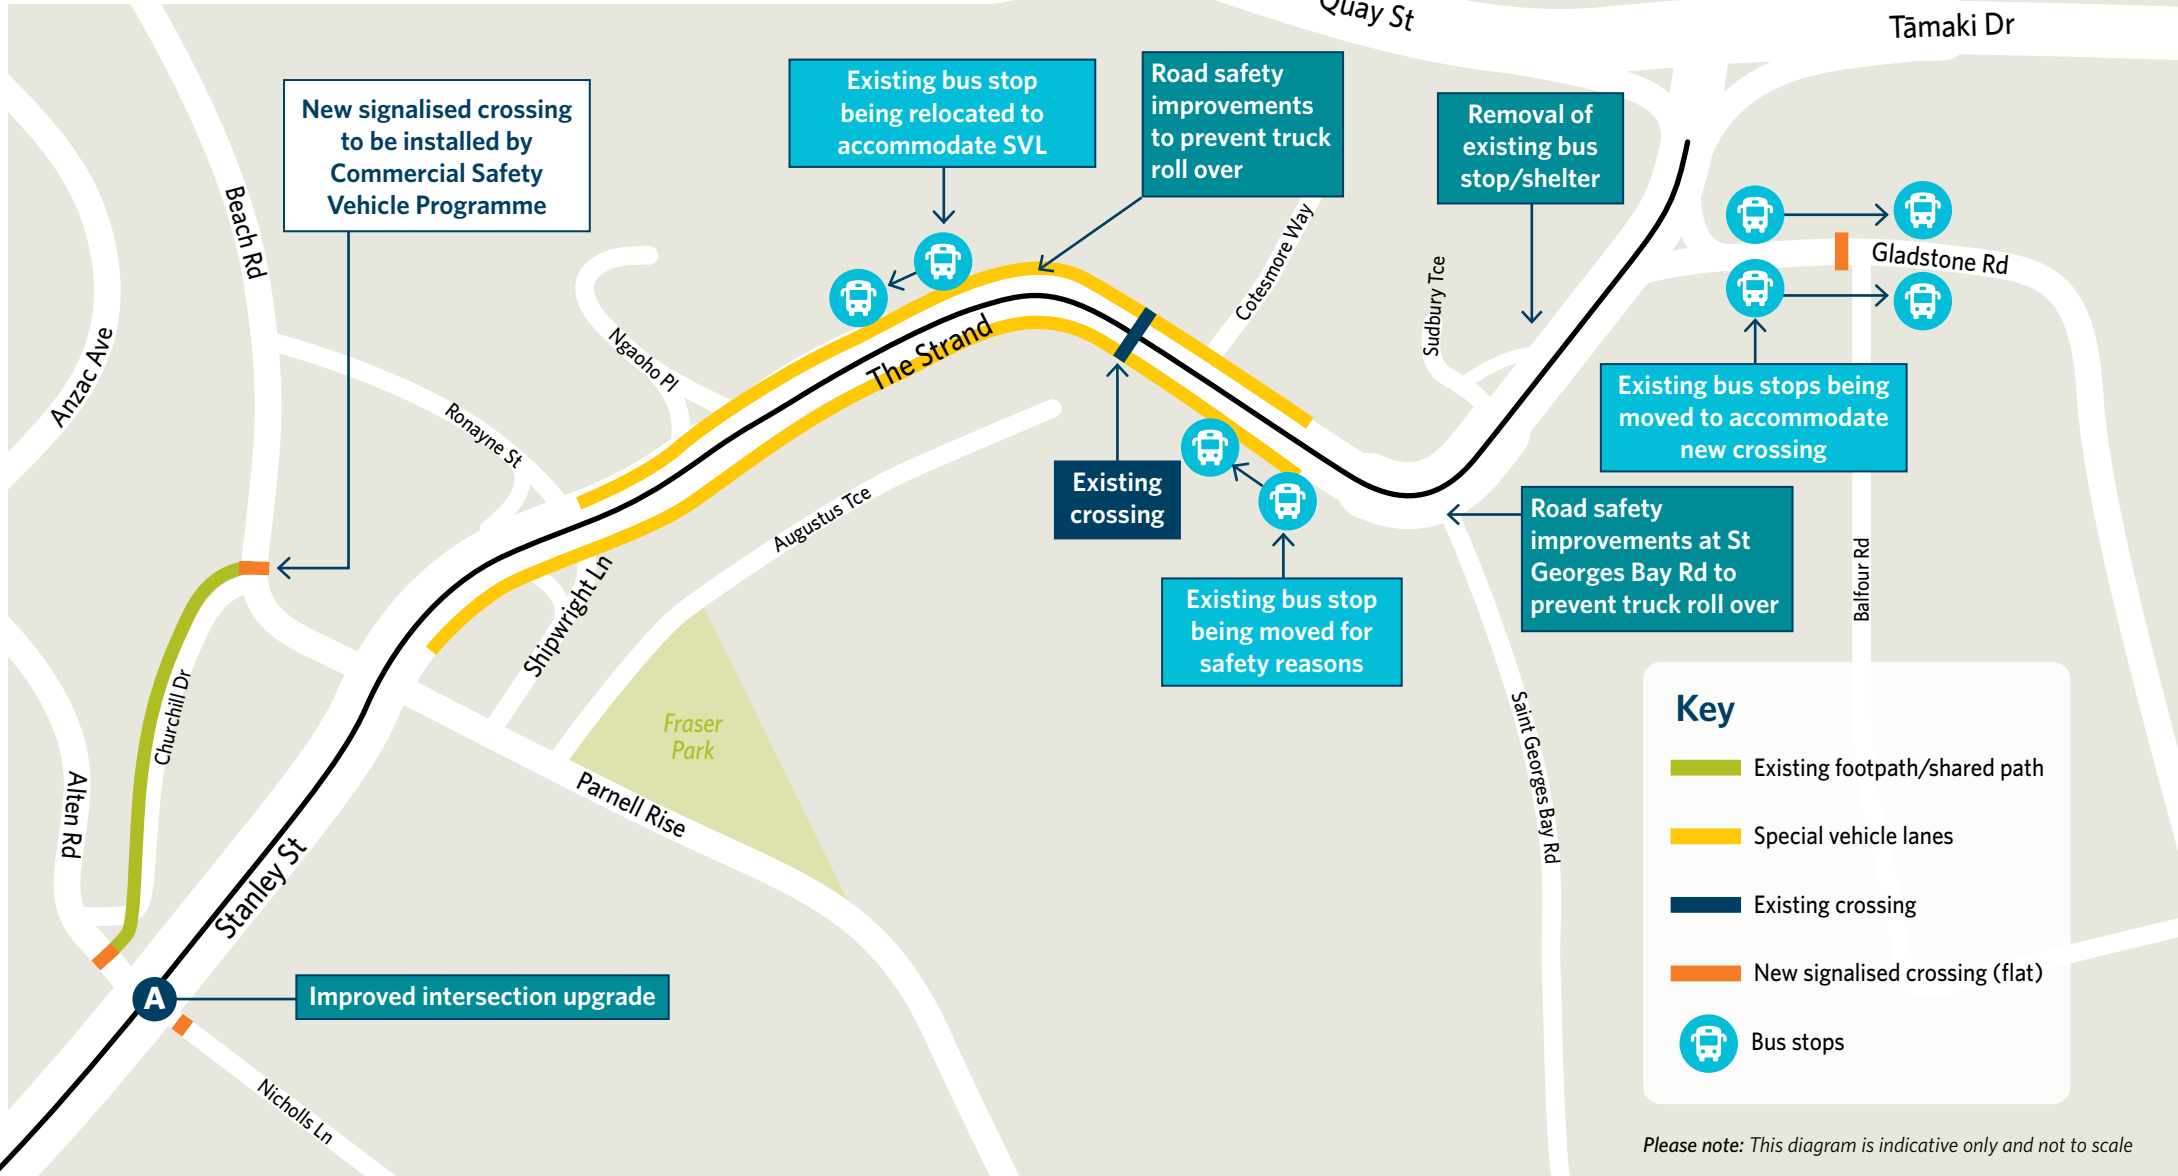 Quay St
Tāmaki Dr
New signalised crossing
to be installed by
Commercial Safety
Vehicle Programme
Existing bus stop
being relocated to
accommodate SVL
Road safety
improvements
to prevent truck
roll over
Removal of
existing bus
stop/shelter
Beach Rd
Anzac Ave
Ngaoho Pl
Ronayne St
The Strand
Cotesmore Way
Sudbury Tce
Gladstone Rd
Existing bus stops being
moved to accommodate
new crossing
Existing
crossing
Augustus Tce
Shipwright Ln
Existing bus stop
being moved for
safety reasons
Road safety
improvements at St
Georges Bay Rd to
prevent truck roll over
Balfour Rd
Saint Georges Bay Rd
Churchill Dr
Alten Rd
Stanley St
Fraser
Park
Parnell Rise
A
Improved intersection upgrade
Nicholls Ln
Key
Existing footpath/shared path
Special vehicle lanes
Existing crossing
New signalised crossing (flat)
Bus stops
Please note: This diagram is indicative only and not to scale